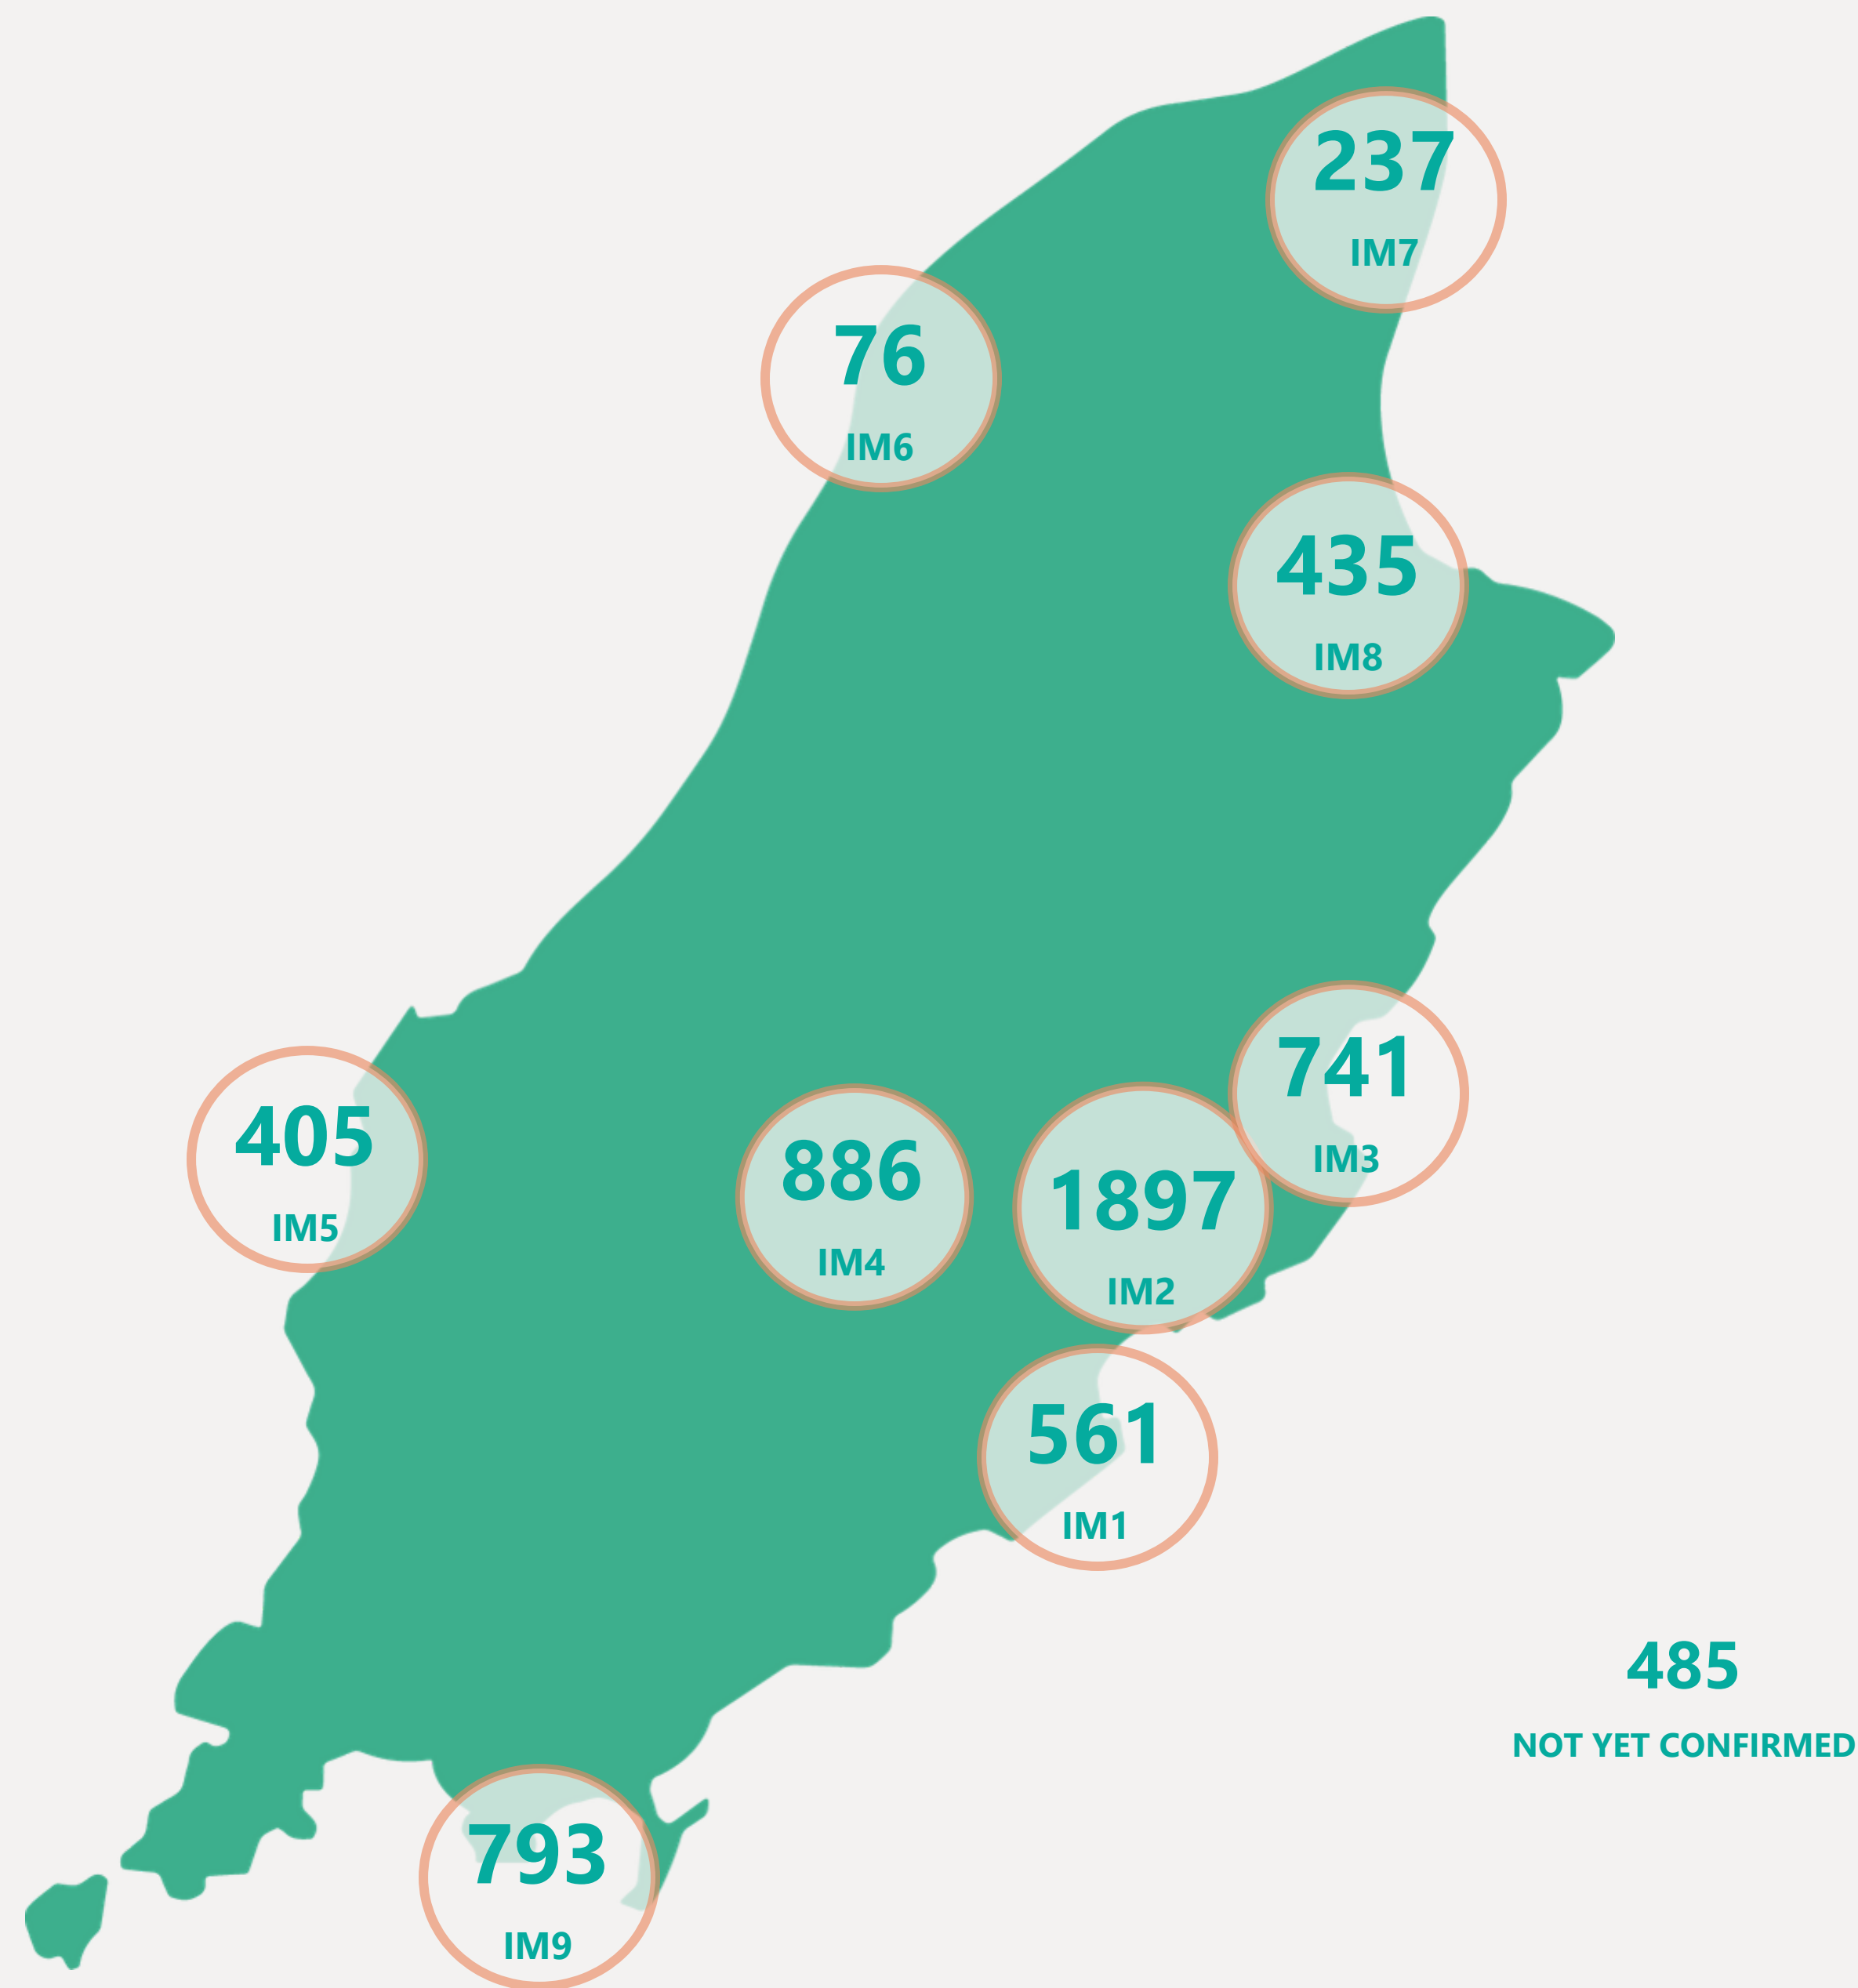 237
IM7
76
IM6
435
IM8
741
IM3
405
IM5
886
IM4
1897
IM2
561
IM1
485
NOT YET CONFIRMED
793
IM9